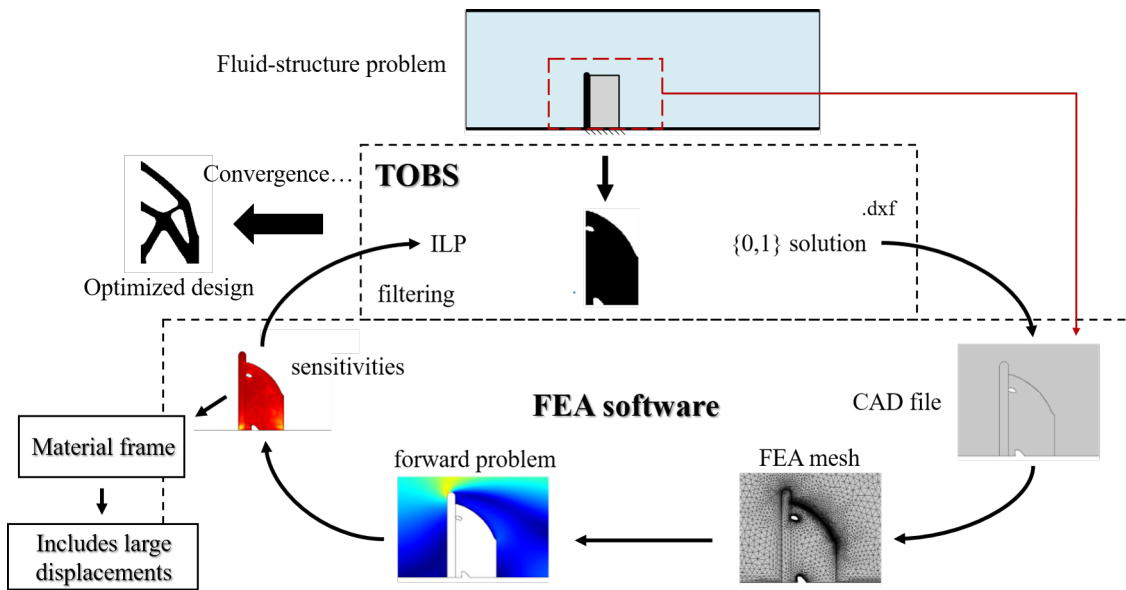 Fluid-structure problem
Convergence…
TOBS
.dxf
ILP
{0,1} solution
Optimized design
filtering
sensitivities
FEA software
CAD file
Material frame
forward problem
FEA mesh
Includes large
displacements